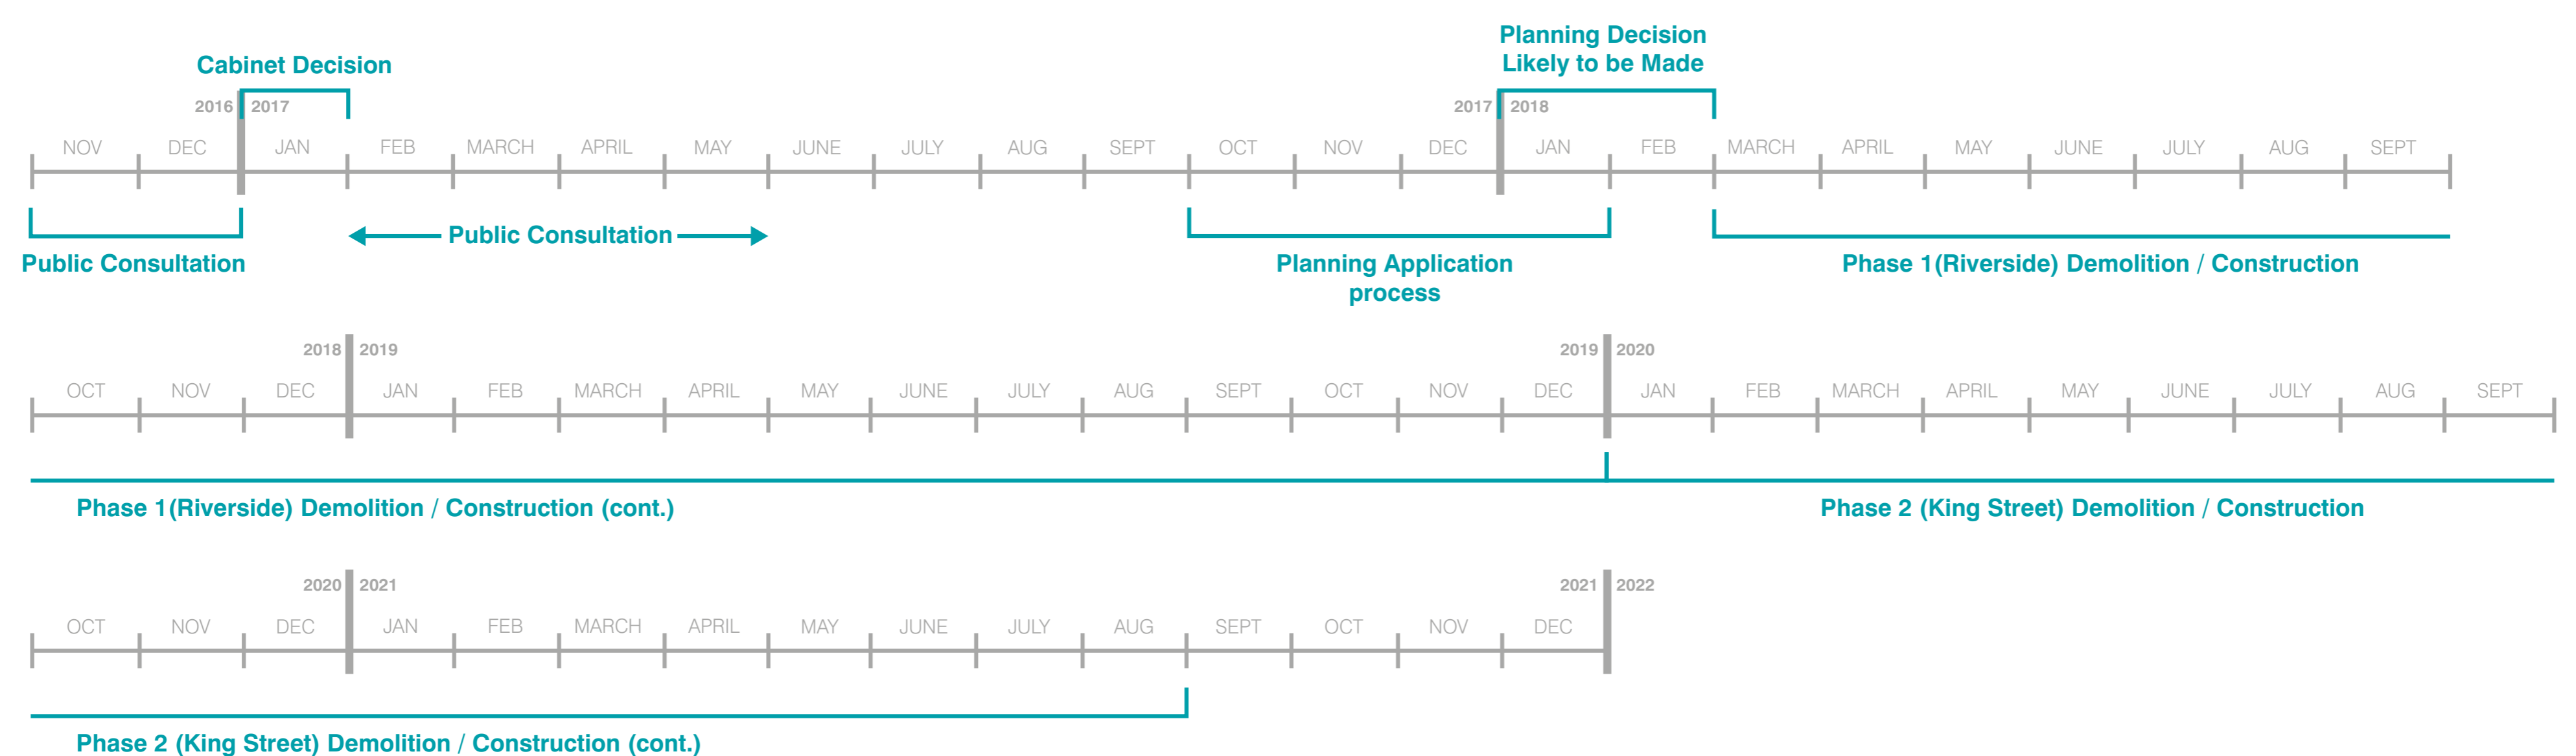 Cabinet Decision
Planning Decision
Likely to be Made
2016 2017
2017 2018
NOV DEC JAN FEB MARCH APRIL MAY JUNE JULY AUG SEPT OCT NOV DEC JAN FEB MARCH APRIL MAY JUNE JULY AUG SEPT
Public Consultation
Public Consultation
Planning Application
process
Phase 1(Riverside) Demolition / Construction
2018 2019
2019 2020
OCT NOV DEC JAN FEB MARCH APRIL MAY JUNE JULY AUG SEPT OCT NOV DEC JAN FEB MARCH APRIL MAY JUNE JULY AUG SEPT
Phase 1(Riverside) Demolition / Construction (cont.)
Phase 2 (King Street) Demolition / Construction
2020 2021
2021 2022
OCT NOV DEC JAN FEB MARCH APRIL MAY JUNE JULY AUG SEPT OCT NOV DEC
Phase 2 (King Street) Demolition / Construction (cont.)